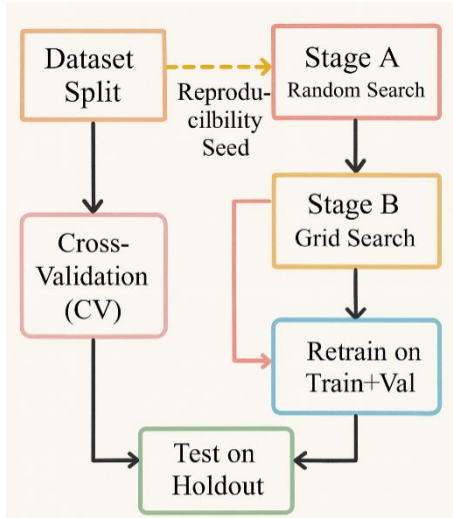 Dataset
Split
Reprodu-
cilbility
Seed
Stage A
Random Search
Stage B
Grid Search
Cross-
Validation
(CV)
Retrain on
Train+Val
Test on
Holdout